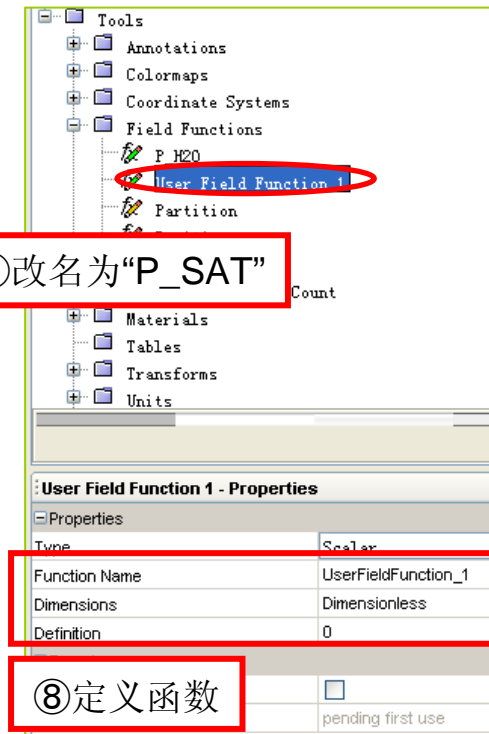 Tools
Annotations
Colormaps
Coordinate Systems
Field Functions
P_H2O
User Field Function 1
Partition
改名为“P_SAT”
Count
Materials
Tables
Transforms
Units
User Field Function 1 - Properties
Properties
Type Scalar
Function Name UserFieldFunction_1
Dimensions Dimensionless
Definition 0
⑧定义函数
pending first use